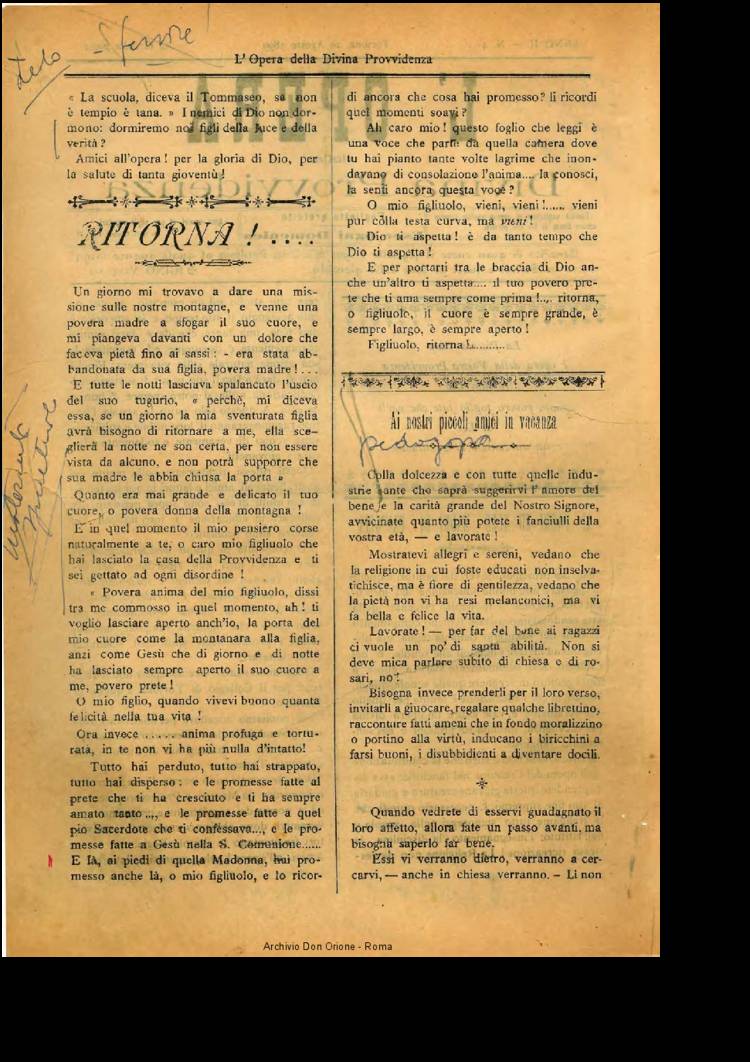 L'Opera della Divina Provvidenza
« La scuola, diceva il Tommaseo, se non
è tempio è tana. » I nemici di Dio non dor-
mono: dormiremo noi figli della luce e della
verità ?
Amici all'opera ! per la gloria di Dio, per
la salute di tanta gioventù !
RITORNA ! ....
Un giorno mi trovavo a dare una mis-
sione sulle nostre montagne, e venne una
povera madre a sfogar il suo cuore, e
mi piangeva davanti con un dolore che
faceva pietà fino ai sassi : - era stata ab-
bandonata da sua figlia, povera madre ! ...
E tutte le notti lasciava spalancato l'uscio
del suo tugurio, « perchè, mi diceva
essa, se un giorno la mia sventurata figlia
avrà bisogno di ritornare a me, ella sce-
glierà la notte ne son certa, per non essere
vista da alcuno, e non potrà supporre che
sua madre le abbia chiusa la porta »
Quanto era mai grande e delicato il tuo
cuore, o povera donna della montagna !
E in quel momento il mio pensiero corse
naturalmente a te, o caro mio figliuolo che
hai lasciato la casa della Provvidenza e ti
sei gettato ad ogni disordine !
« Povera anima del mio figliuolo, dissi
tra me commosso in quel momento, ah ! ti
voglio lasciare aperto anch'io, la porta del
mio cuore come la montanara alla figlia,
anzi come Gesù che di giorno e di notte
ha lasciato sempre aperto il suo cuore a
me, povero prete !
O mio figlio, quando vivevi buono quanta
felicità nella tua vita !
Ora invece ..... anima profuga e tortu-
rata, in te non vi ha più nulla d'intatto!
Tutto hai perduto, tutto hai strappato,
tutto hai disperso : e le promesse fatte al
prete che ti ha cresciuto e ti ha sempre
amato tanto ..., e le promesse fatte a quel
pio Sacerdote che ti confessava..., e le pro-
messe fatte a Gesù nella S. Comunione......
E là, ai piedi di quella Madonna, hai pro-
messo anche là, o mio figliuolo, e lo ricor-
di ancora che cosa hai promesso? li ricordi
quei momenti soavi ?
Ah caro mio ! questo foglio che leggi è
una voce che parte da quella camera dove
tu hai pianto tante volte lagrime che inon-
davano di consolazione l'anima.... la conosci,
la senti ancora questa voce ?
O mio figliuolo, vieni, vieni !...... vieni
pur colla testa curva, ma vieni !
Dio ti aspetta ! è da tanto tempo che
Dio ti aspetta !
E per portarti tra le braccia di Dio an-
che un'altro ti aspetta.... il tuo povero pre-
te che ti ama sempre come prima !.... ritorna,
o figliuolo, il cuore è sempre grande, è
sempre largo, è sempre aperto !
Figliuolo, ritorna !..........
Ai nostri piccoli amici in vacanza
Colla dolcezza e con tutte quelle indu-
strie sante che saprà suggerirvi l'amore del
bene e la carità grande del Nostro Signore,
avvicinate quanto più potete i fanciulli della
vostra età, — e lavorate !
Mostratevi allegri e sereni, vedano che
la religione in cui foste educati non inselva-
tichisce, ma è fiore di gentilezza, vedano che
la pietà non vi ha resi melanconici, ma vi
fa bella e felice la vita.
Lavorate ! — per far del bene ai ragazzi
ci vuole un po' di santa abilità. Non si
deve mica parlare subito di chiesa e di ro-
sari, no !
Bisogna invece prenderli per il loro verso,
invitarli a giuocare, regalare qualche librettino,
raccontare fatti ameni che in fondo moralizzino
o portino alla virtù, inducano i biricchini a
farsi buoni, i disubbidienti a diventare docili.
Quando vedrete di esservi guadagnato il
loro affetto, allora fate un passo avanti, ma
bisogna saperlo far bene.
Essi vi verranno dietro, verranno a cer-
carvi, — anche in chiesa verranno. – Li non
Archivio Don Orione - Roma